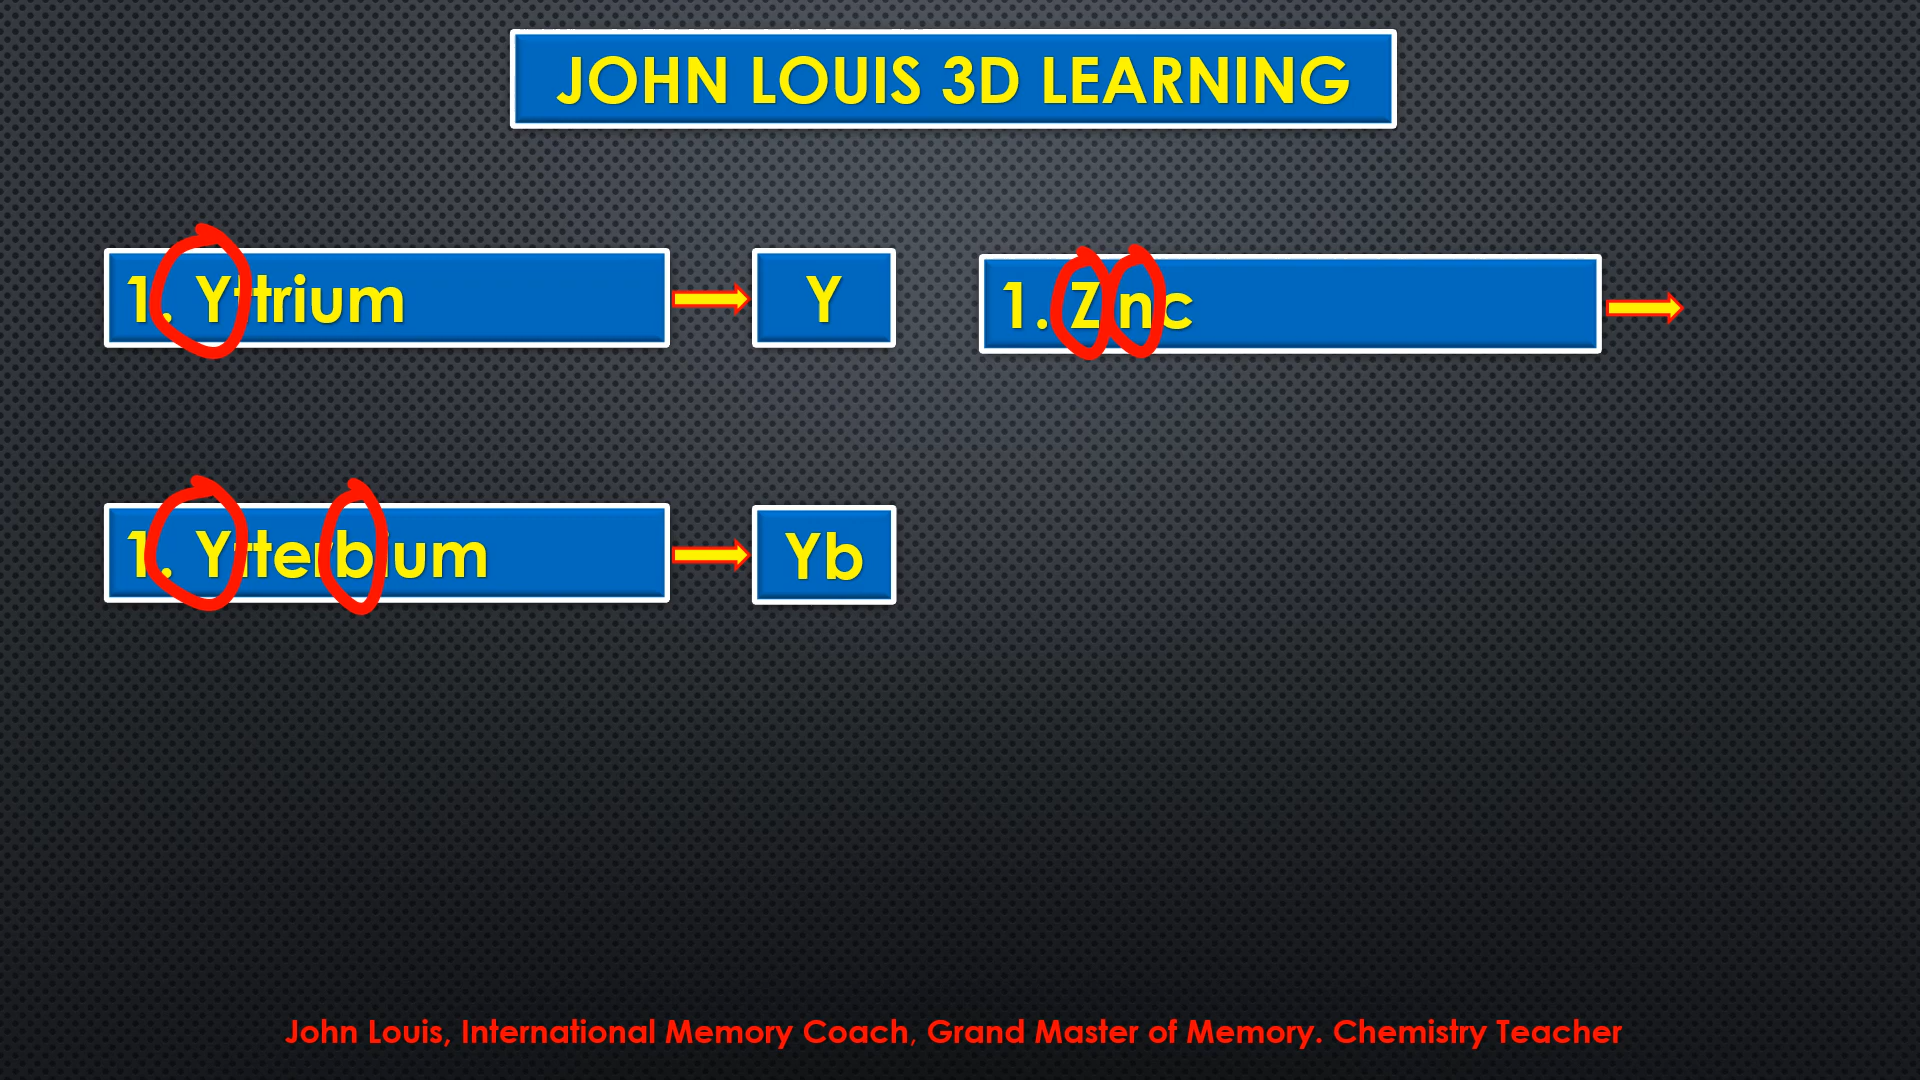 JOHN LOUIS 3D LEARNING
1. Yttrium
Y
1. Zinc
1. Ytterbium
Yb
John Louis, International Memory Coach, Grand Master of Memory. Chemistry Teacher